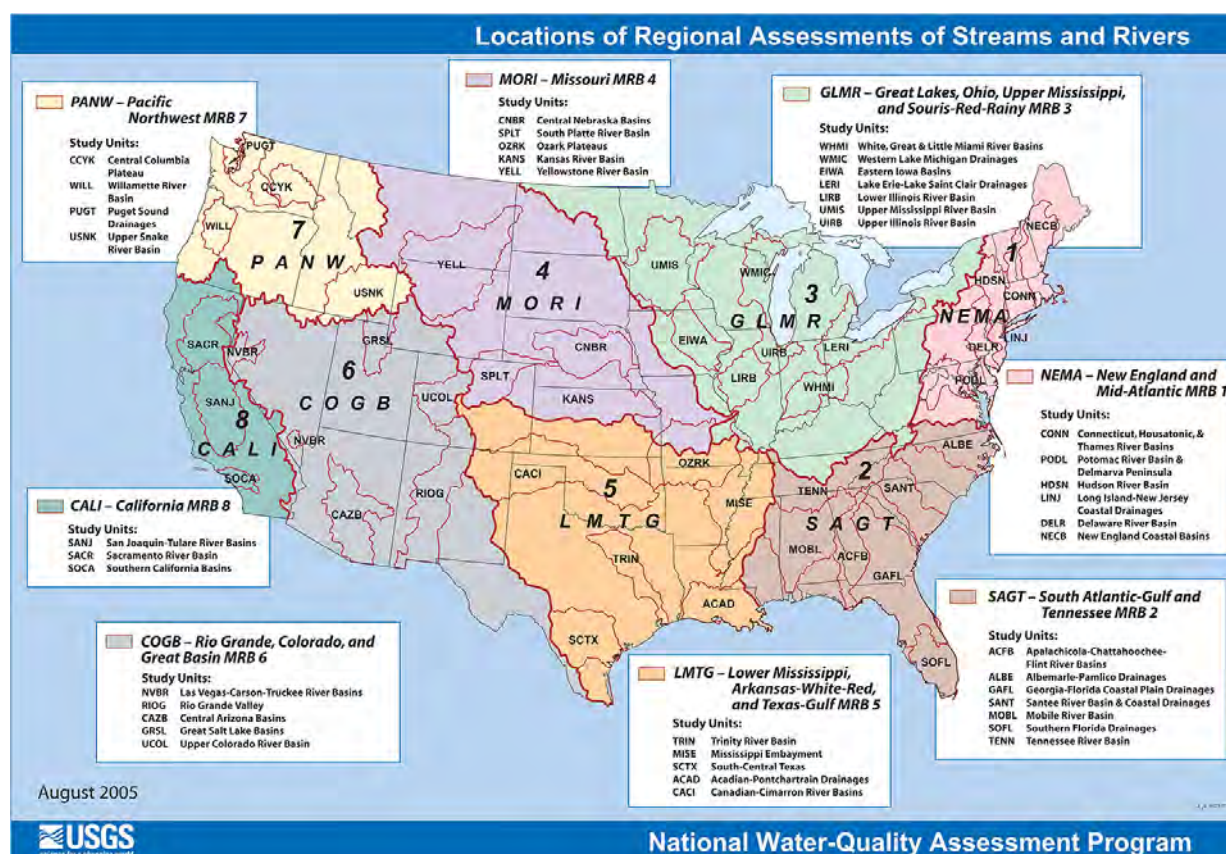 Locations of Regional Assessments of Streams and Rivers
PANW – Pacific
Northwest MRB 7
Study Units:
CCYK Central Columbia
Plateau
WILL Willamette River
Basin
PUGT Puget Sound
Drainages
USNK Upper Snake
River Basin
MORI – Missouri MRB 4
Study Units:
CNBR Central Nebraska Basins
SPLT South Platte River Basin
OZRK Ozark Plateaus
KANS Kansas River Basin
YELL Yellowstone River Basin
GLMR – Great Lakes, Ohio, Upper Mississippi,
and Souris-Red-Rainy MRB 3
Study Units:
WHMI White, Great & Little Miami River Basins
WMIC Western Lake Michigan Drainages
EIWA Eastern Iowa Basins
LERI Lake Erie-Lake Saint Clair Drainages
LIRB Lower Illinois River Basin
UMIS Upper Mississippi River Basin
UIRB Upper Illinois River Basin
PUGT
CCYK
WILL
7
PANW
USNK
YELL
4
MORI
CNBR
SPLT
KANS
UMIS
WMIC
3
GLMR
EIWA
UIRB
LERI
LIRB
WHMI
NECB
1
HDSN
CONN
NEMA
LINJ
DELR
PODL
SACR
NVBR
GRSL
6
COGB
UCOL
SANJ
8
CALI
NVBR
SOCA
CAZB
RIOG
CACI
OZRK
5
LMTG
MISE
TRIN
ACAD
SCTX
ALBE
2
TENN
SANT
SAGT
MOBL
ACFB
GAFL
SOFL
NEMA – New England and
Mid-Atlantic MRB 1
Study Units:
CONN Connecticut, Housatonic, &
Thames River Basins
PODL Potomac River Basin &
Delmarva Peninsula
HDSN Hudson River Basin
LINJ Long Island-New Jersey
Coastal Drainages
DELR Delaware River Basin
NECB New England Coastal Basins
CALI – California MRB 8
Study Units:
SANJ San Joaquin-Tulare River Basins
SACR Sacramento River Basin
SOCA Southern California Basins
COGB – Rio Grande, Colorado, and
Great Basin MRB 6
Study Units:
NVBR Las Vegas-Carson-Truckee River Basins
RIOG Rio Grande Valley
CAZB Central Arizona Basins
GRSL Great Salt Lake Basins
UCOL Upper Colorado River Basin
LMTG – Lower Mississippi,
Arkansas-White-Red,
and Texas-Gulf MRB 5
Study Units:
TRIN Trinity River Basin
MISE Mississippi Embayment
SCTX South-Central Texas
ACAD Acadian-Pontchartrain Drainages
CACI Canadian-Cimarron River Basins
SAGT – South Atlantic-Gulf and
Tennessee MRB 2
Study Units:
ACFB Apalachicola-Chattahoochee-
Flint River Basins
ALBE Albemarle-Pamlico Drainages
GAFL Georgia-Florida Coastal Plain Drainages
SANT Santee River Basin & Coastal Drainages
MOBL Mobile River Basin
SOFL Southern Florida Drainages
TENN Tennessee River Basin
August 2005
USGS
National Water-Quality Assessment Program